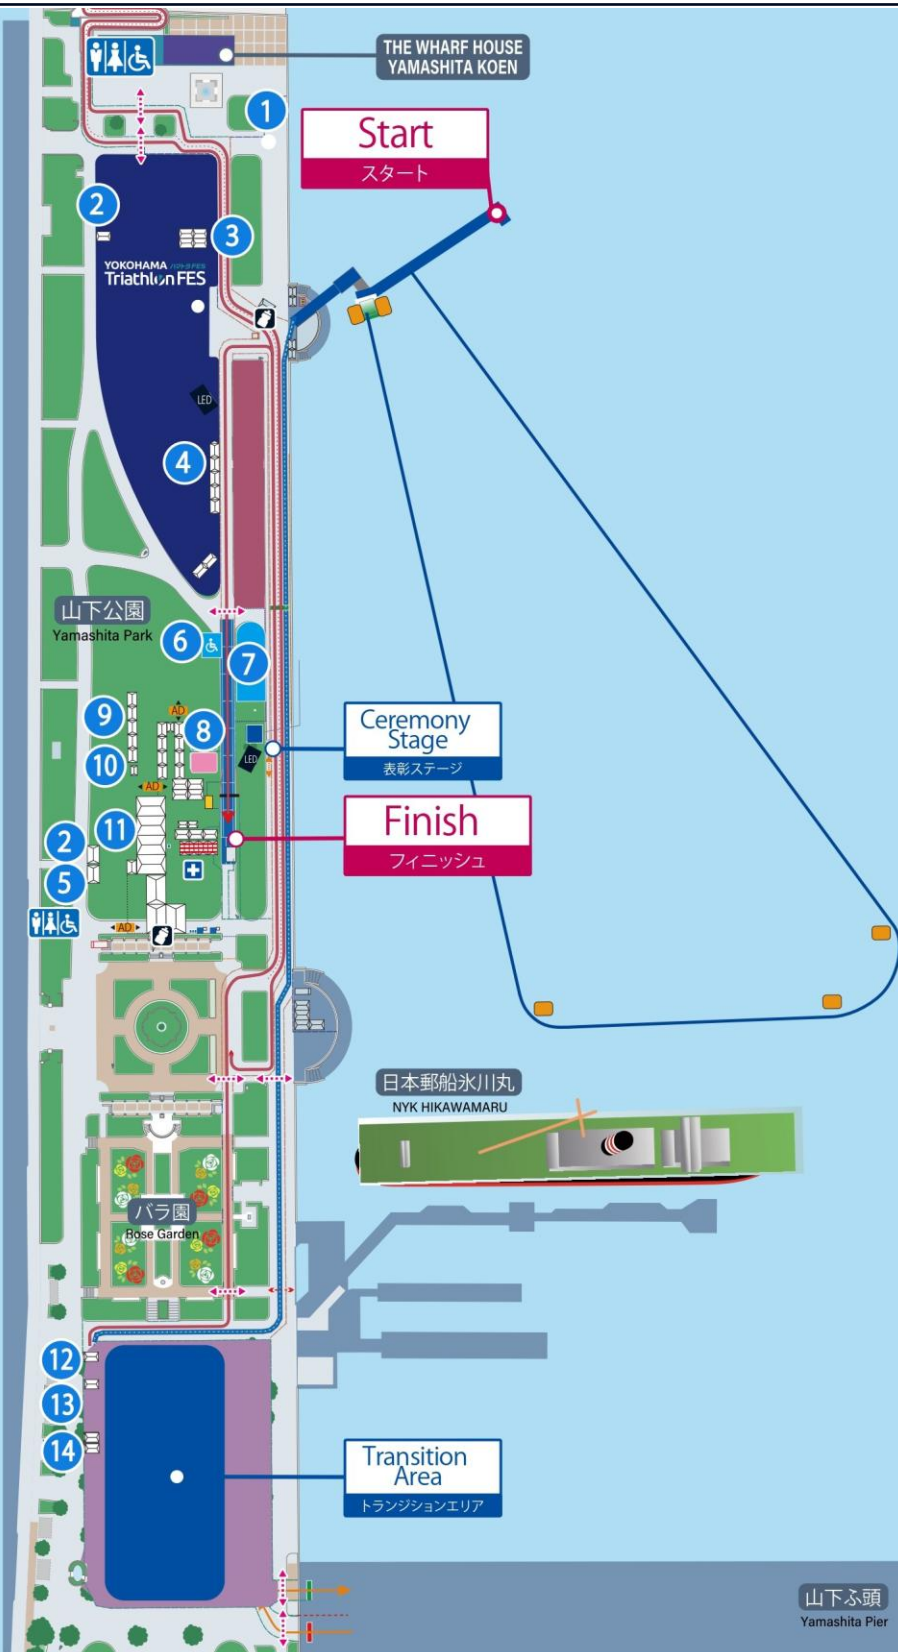 THE WHARF HOUSE
YAMASHITA KOEN
1
Start
スタート
2
3
YOKOHAMA
Triathlon FES
LED
4
山下公園
Yamashita Park
6
7
9
8
AD
10
LED
Ceremony
Stage
表彰ステージ
AD
11
Finish
フィニッシュ
2
5
AD
日本郵船氷川丸
NYK HIKAWAMARU
バラ園
Rose Garden
12
13
14
Transition
Area
トランジションエリア
山下ふ頭
Yamashita Pier